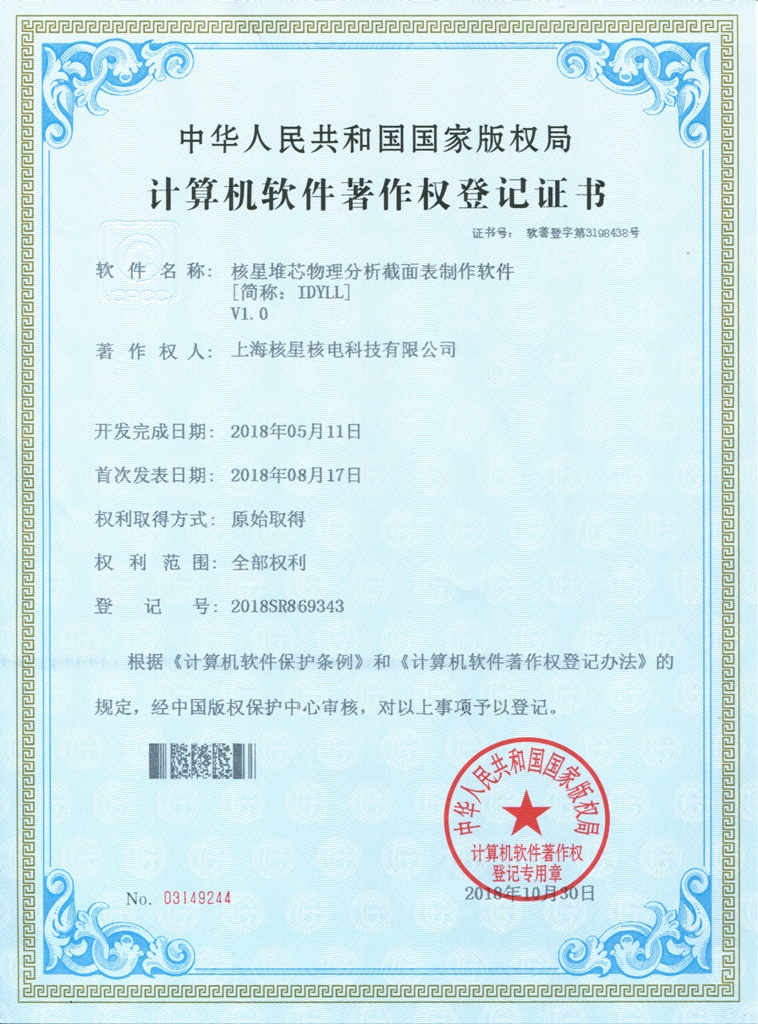 中华人民共和国国家版权局
计算机软件著作权登记证书
证书号： 软著登字第3198438号
软件名称： 核星堆芯物理分析截面表制作软件
[简称：IDYLL]
V1.0
著作权人： 上海核星核电科技有限公司
开发完成日期： 2018年05月11日
首次发表日期： 2018年08月17日
权利取得方式： 原始取得
权利范围： 全部权利
登记号： 2018SR869343
根据《计算机软件保护条例》和《计算机软件著作权登记办法》的
规定，经中国版权保护中心审核，对以上事项予以登记。
中华人民共和国国家版权局
计算机软件著作权
登记专用章
No. 03149244
2018年10月30日